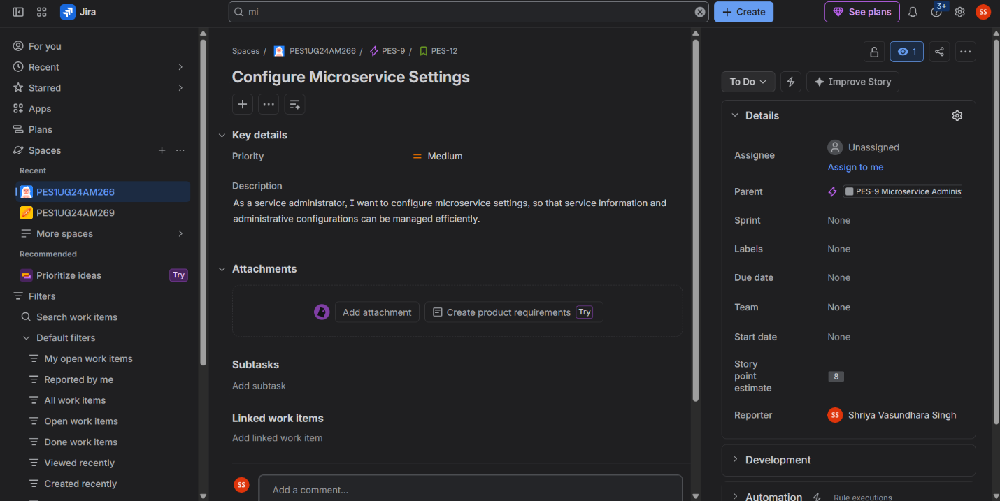 Jira
mi
Create
See plans
3+
SS
For you
Recent
Starred
Apps
Plans
Spaces
Recent
PES1UG24AM266
PES1UG24AM269
More spaces
Recommended
Prioritize ideas Try
Filters
Search work items
Default filters
My open work items
Reported by me
All work items
Open work items
Done work items
Viewed recently
Created recently
Spaces / PES1UG24AM266 / PES-9 / PES-12
Configure Microservice Settings
Key details
Priority Medium
Description
As a service administrator, I want to configure microservice settings, so that service information and
administrative configurations can be managed efficiently.
Attachments
Add attachment Create product requirements Try
Subtasks
Add subtask
Linked work items
Add linked work item
SS Add a comment...
1
To Do Improve Story
Details
Assignee Unassigned
Assign to me
Parent PES-9 Microservice Adminis
Sprint None
Labels None
Due date None
Team None
Start date None
Story
point
estimate
8
Reporter SS Shriya Vasundhara Singh
Development
Automation Rule executions